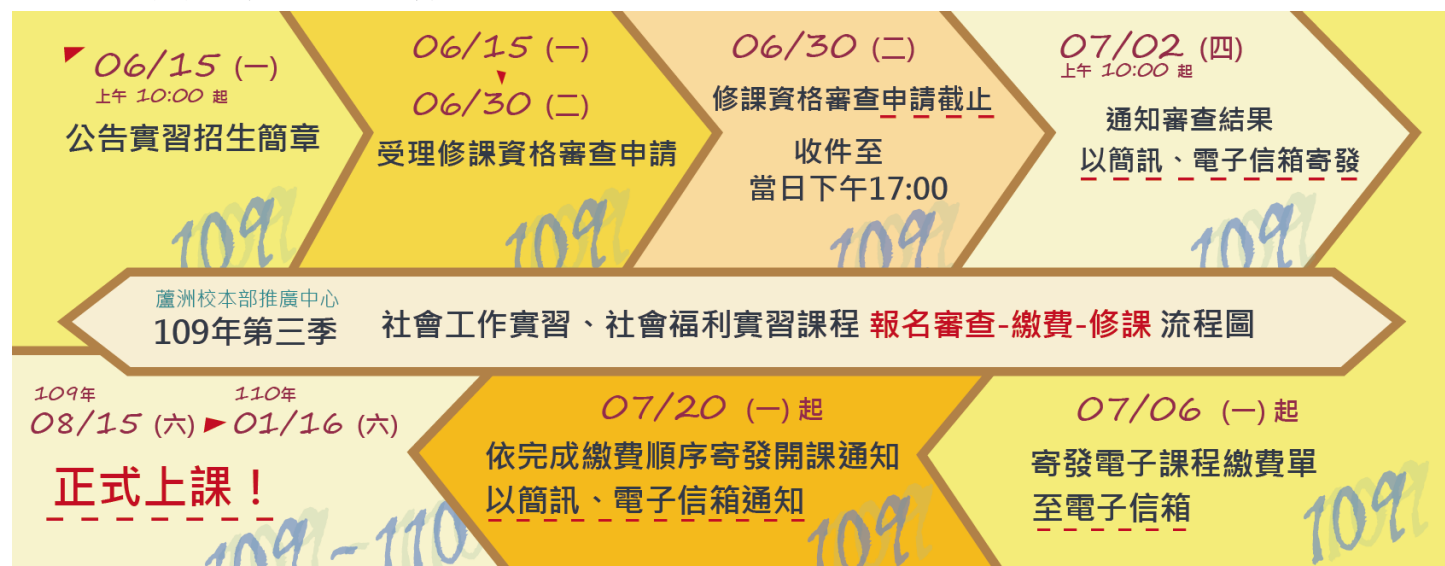 06/15 (一)
上午 10:00 起
公告實習招生簡章
109
06/15 (一)
06/30 (二)
受理修課資格審查申請
109
06/30 (二)
修課資格審查申請截止
收件至
當日下午17:00
109
07/02 (四)
上午 10:00 起
通知審查結果
以簡訊、電子信箱寄發
109
蘆洲校本部推廣中心
109年第三季 社會工作實習、社會福利實習課程 報名審查-繳費-修課 流程圖
07/06 (一) 起
寄發電子課程繳費單
至電子信箱
109
07/20 (一) 起
依完成繳費順序寄發開課通知
以簡訊、電子信箱通知
109
109年 110年
08/15 (六) 01/16 (六)
正式上課！
109-110